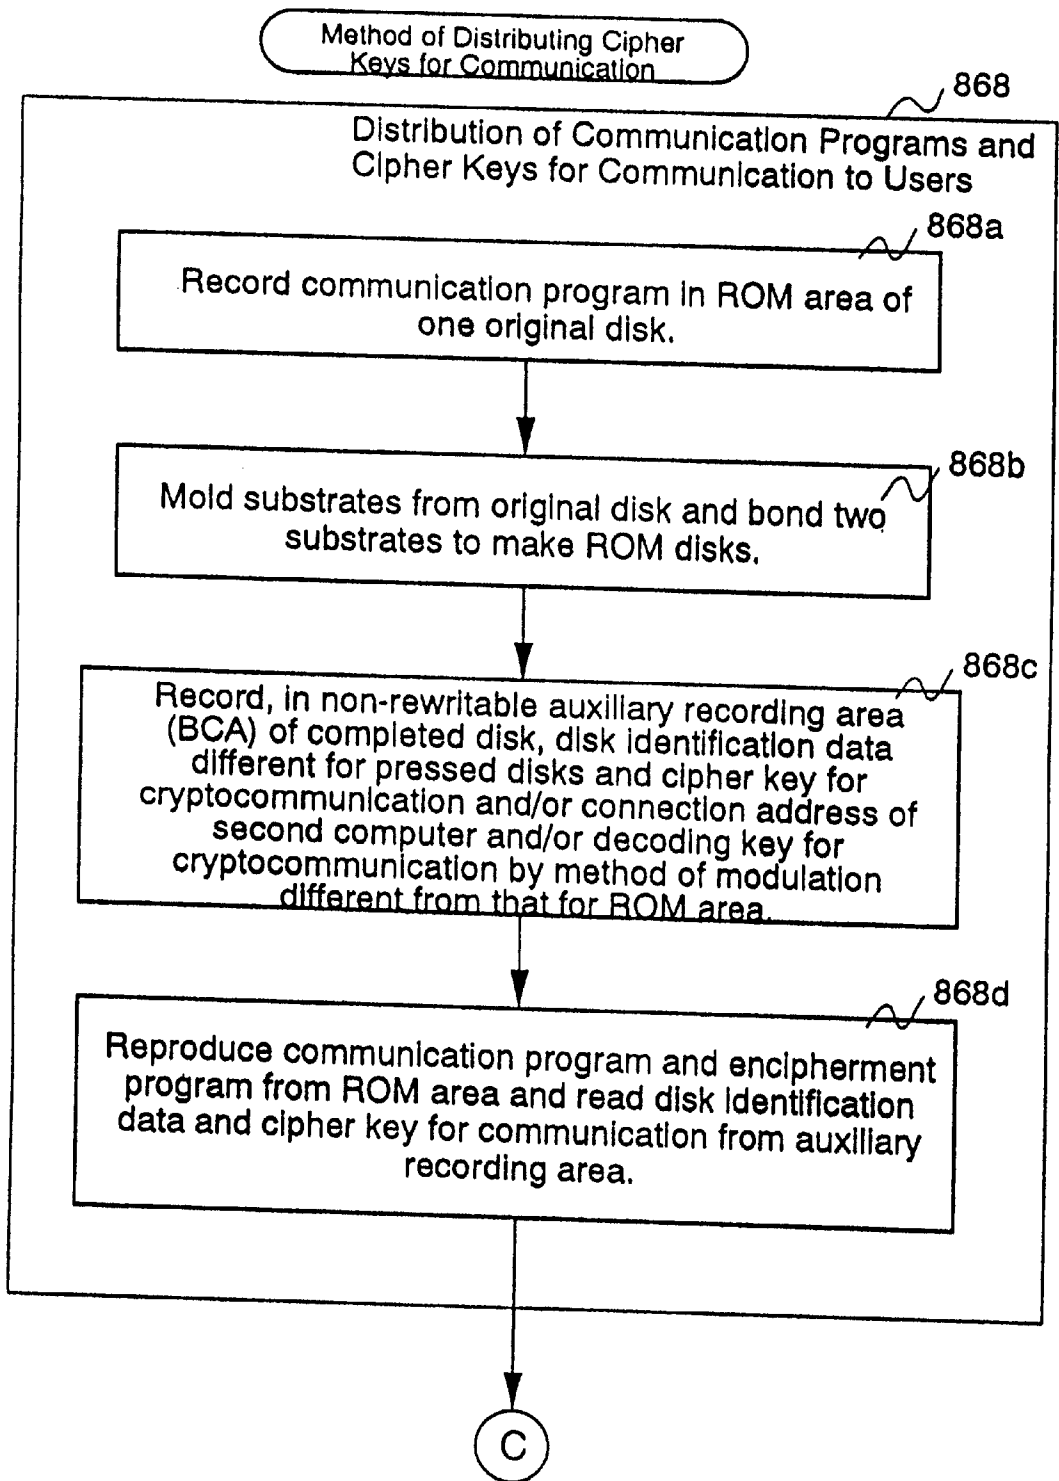 Method of Distributing Cipher
Keys for Communication
868
Distribution of Communication Programs and
Cipher Keys for Communication to Users
868a
Record communication program in ROM area of
one original disk.
868b
Mold substrates from original disk and bond two
substrates to make ROM disks.
868c
Record, in non-rewritable auxiliary recording area
(BCA) of completed disk, disk identification data
different for pressed disks and cipher key for
cryptocommunication and/or connection address of
second computer and/or decoding key for
cryptocommunication by method of modulation
different from that for ROM area.
868d
Reproduce communication program and encipherment
program from ROM area and read disk identification
data and cipher key for communication from auxiliary
recording area.
C